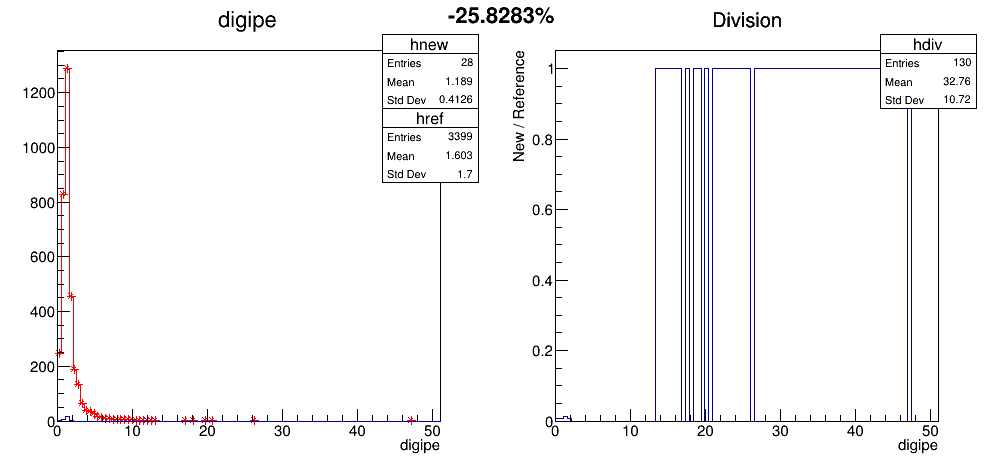 -25.8283%
digipe
hnew
Entries 28
Mean 1.189
Std Dev 0.4126
href
Entries 3399
Mean 1.603
Std Dev 1.7
1200
1000
800
600
400
200
0
0 10 20 30 40 50
digipe
Division
hdiv
Entries 130
Mean 32.76
Std Dev 10.72
New / Reference
1
0.8
0.6
0.4
0.2
0
0 10 20 30 40 50
digipe